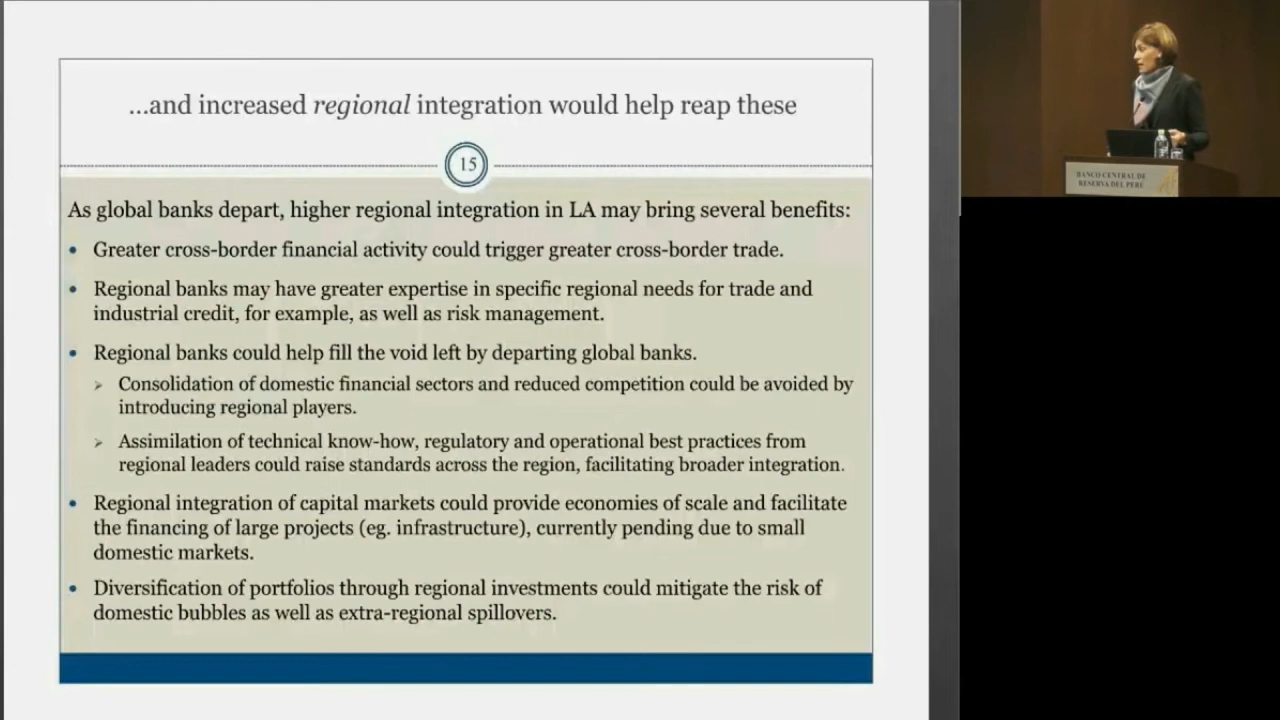 ...and increased regional integration would help reap these
15
As global banks depart, higher regional integration in LA may bring several benefits:
• Greater cross-border financial activity could trigger greater cross-border trade.
• Regional banks may have greater expertise in specific regional needs for trade and
industrial credit, for example, as well as risk management.
• Regional banks could help fill the void left by departing global banks.
➢ Consolidation of domestic financial sectors and reduced competition could be avoided by
introducing regional players.
➢ Assimilation of technical know-how, regulatory and operational best practices from
regional leaders could raise standards across the region, facilitating broader integration.
• Regional integration of capital markets could provide economies of scale and facilitate
the financing of large projects (eg. infrastructure), currently pending due to small
domestic markets.
• Diversification of portfolios through regional investments could mitigate the risk of
domestic bubbles as well as extra-regional spillovers.
BANCO CENTRAL DE
RESERVA DEL PERÚ